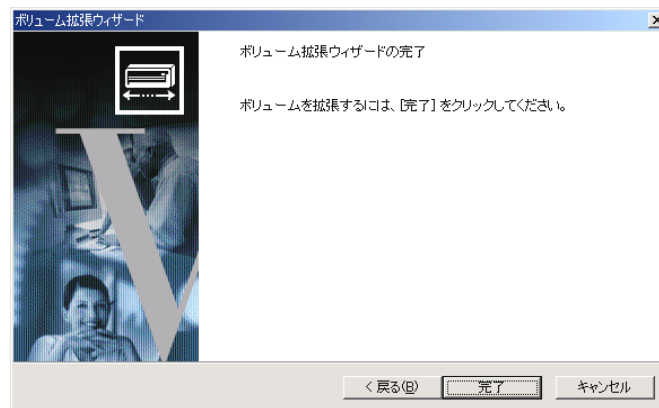 ボリューム拡張ウィザード
ボリューム拡張ウィザードの完了
ボリュームを拡張するには、[完了] をクリックしてください。
V
< 戻る(B)
完了
キャンセル